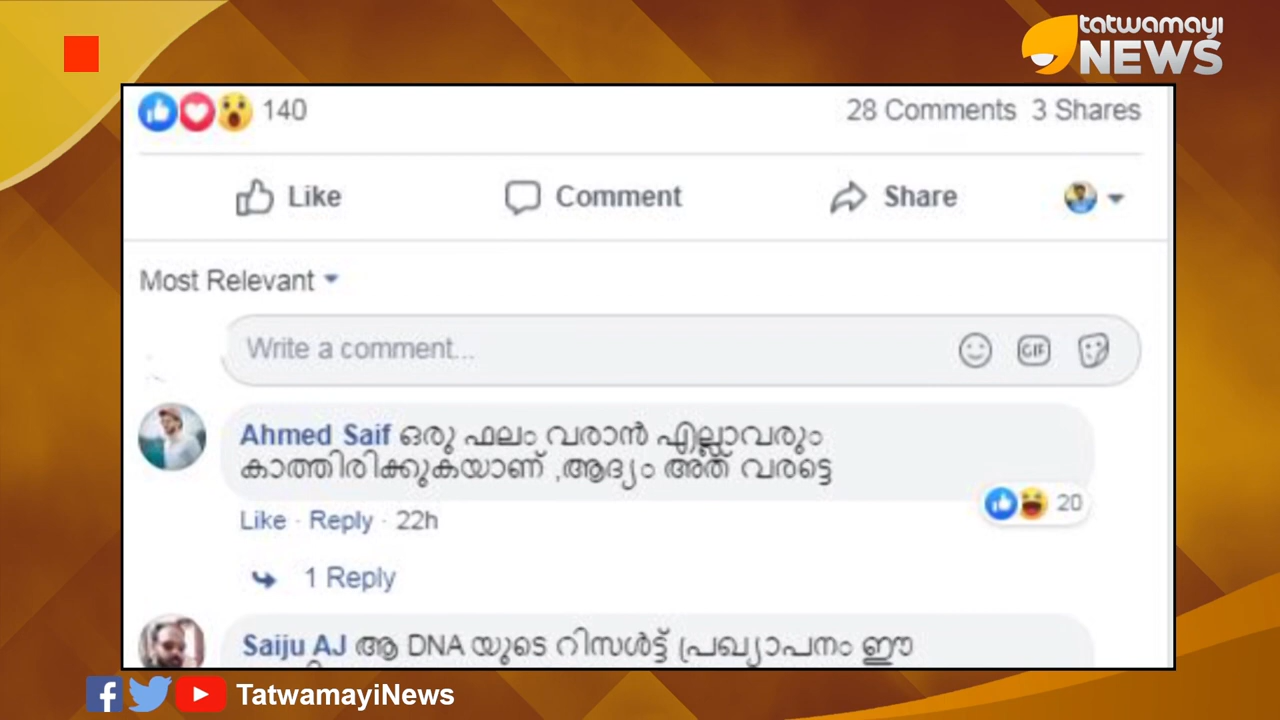 tatwamayi
NEWS
140
28 Comments 3 Shares
Like
Comment
Share
Most Relevant
Write a comment...
GIF
Ahmed Saif ഒരു ഫലം വരാൻ എല്ലാവരും
കാത്തിരിക്കുകയാണ് ,ആദ്യം അത് വരട്ടെ
20
Like · Reply · 22h
1 Reply
Saiju AJ ആ DNA യുടെ റിസൾട്ട് പ്രഖ്യാപനം ഈ
TatwamayiNews